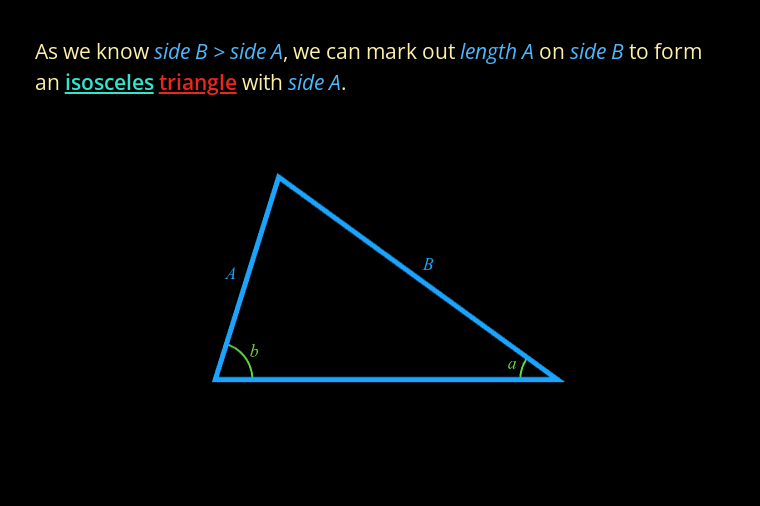 As we know side B > side A, we can mark out length A on side B to form
an isosceles triangle with side A.
A
B
b
a